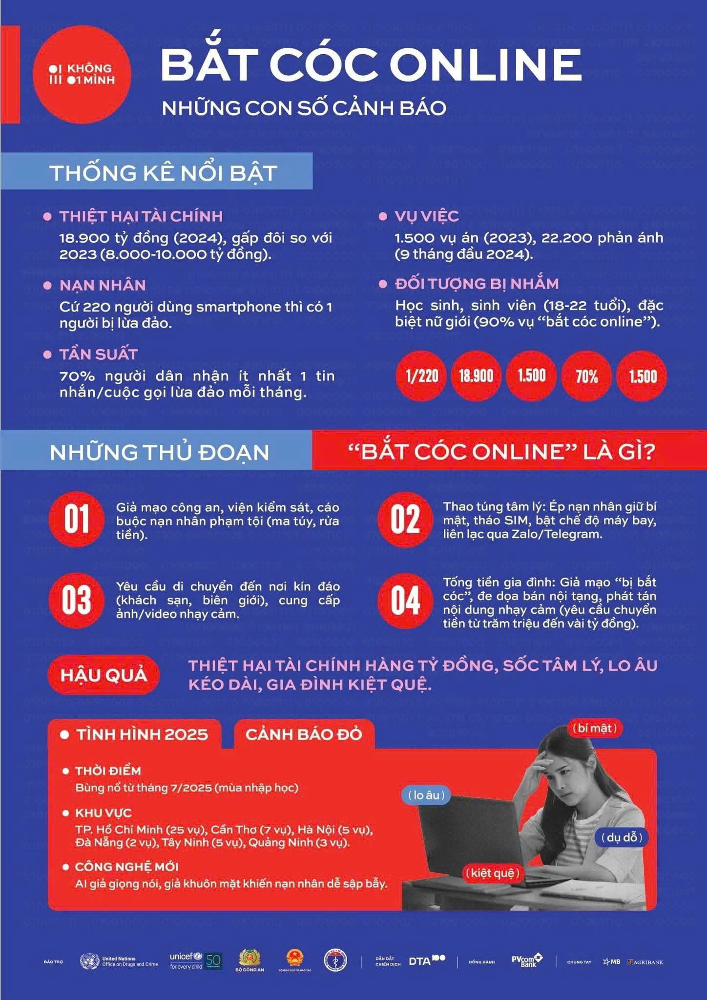 KHÔNG
1 MÌNH
BẮT CÓC ONLINE
NHỮNG CON SỐ CẢNH BÁO
THỐNG KÊ NỔI BẬT
THIỆT HẠI TÀI CHÍNH
18.900 tỷ đồng (2024), gấp đôi so với
2023 (8.000-10.000 tỷ đồng).
NẠN NHÂN
Cứ 220 người dùng smartphone thì có 1
người bị lừa đảo.
TẦN SUẤT
70% người dân nhận ít nhất 1 tin
nhắn/cuộc gọi lừa đảo mỗi tháng.
VỤ VIỆC
1.500 vụ án (2023), 22.200 phản ánh
(9 tháng đầu 2024).
ĐỐI TƯỢNG BỊ NHẮM
Học sinh, sinh viên (18-22 tuổi), đặc
biệt nữ giới (90% vụ “bắt cóc online”).
1/220 18.900 1.500 70% 1.500
NHỮNG THỦ ĐOẠN
“BẮT CÓC ONLINE” LÀ GÌ?
01
Giả mạo công an, viện kiểm sát, cáo
buộc nạn nhân phạm tội (ma túy, rửa
tiền).
02
Thao túng tâm lý: Ép nạn nhân giữ bí
mật, tháo SIM, bật chế độ máy bay,
liên lạc qua Zalo/Telegram.
03
Yêu cầu di chuyển đến nơi kín đáo
(khách sạn, biên giới), cung cấp
ảnh/video nhạy cảm.
04
Tống tiền gia đình: Giả mạo “bị bắt
cóc”, đe dọa bán nội tạng, phát tán
nội dung nhạy cảm (yêu cầu chuyển
tiền từ trăm triệu đến vài tỷ đồng).
HẬU QUẢ
THIỆT HẠI TÀI CHÍNH HÀNG TỶ ĐỒNG, SỐC TÂM LÝ, LO ÂU
KÉO DÀI, GIA ĐÌNH KIỆT QUỆ.
TÌNH HÌNH 2025
CẢNH BÁO ĐỎ
THỜI ĐIỂM
Bùng nổ từ tháng 7/2025 (mùa nhập học)
KHU VỰC
TP. Hồ Chí Minh (25 vụ), Cần Thơ (7 vụ), Hà Nội (5 vụ),
Đà Nẵng (2 vụ), Tây Ninh (5 vụ), Quảng Ninh (3 vụ).
CÔNG NGHỆ MỚI
AI giả giọng nói, giả khuôn mặt khiến nạn nhân dễ sập bẫy.
(bí mật)
(lo âu)
(dụ dỗ)
(kiệt quệ)
BẢO TRỢ
United Nations
Office on Drugs and Crime
unicef
for every child
50
BỘ CÔNG AN
BỘ GIÁO DỤC VÀ ĐÀO TẠO
BỘ Y TẾ
DẪN DẮT
CHIẾN DỊCH
DTA
ĐỒNG HÀNH
PVcom
Bank
CHUNG TAY
MB
AGRIBANK